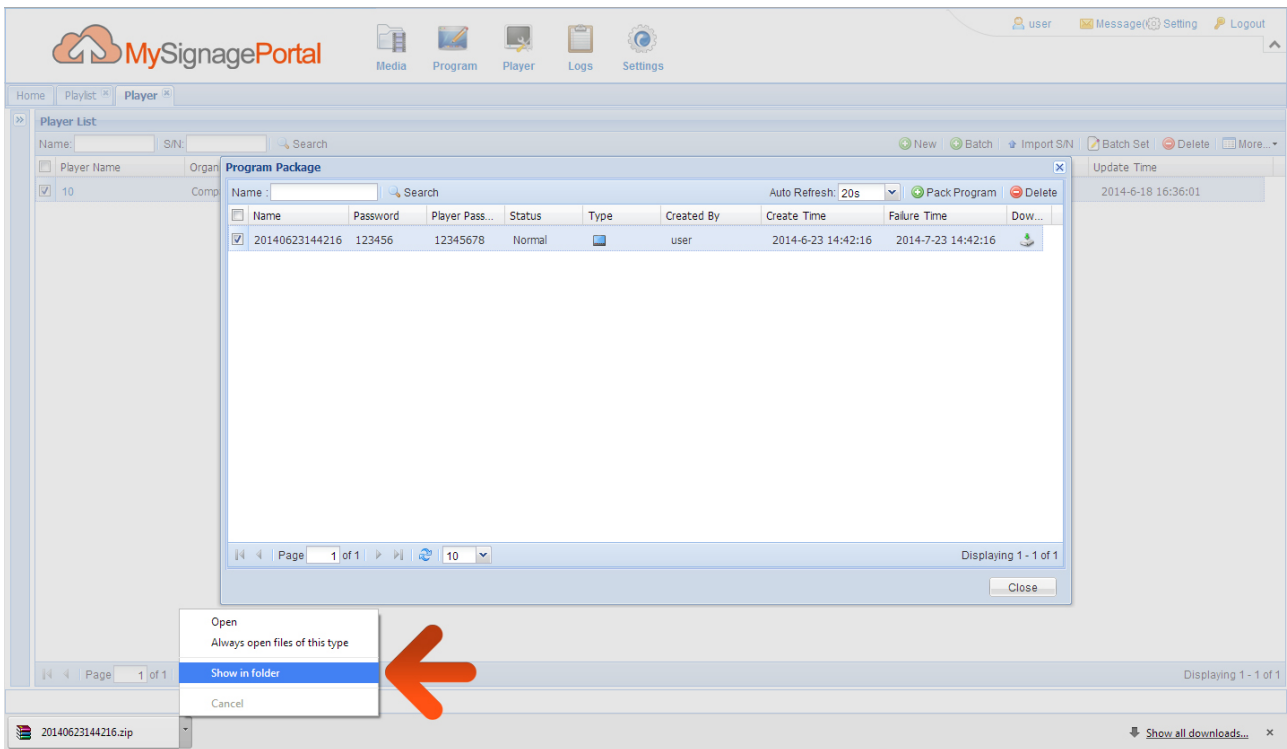 user Message( Setting Logout
MySignagePortal
Media Program Player Logs Settings
Home Playlist Player
Player List
Name: S/N: Search New Batch Import S/N Batch Set Delete More...
Player Name Organ Update Time
10 Comp 2014-6-18 16:36:01
Program Package
Name : Search Auto Refresh: 20s Pack Program Delete
Name Password Player Pass... Status Type Created By Create Time Failure Time Dow...
20140623144216 123456 12345678 Normal user 2014-6-23 14:42:16 2014-7-23 14:42:16
Page 1 of 1 10 Displaying 1 - 1 of 1
Close
Open
Always open files of this type
Show in folder
Cancel
Page 1 of 1 Displaying 1 - 1 of 1
20140623144216.zip Show all downloads...